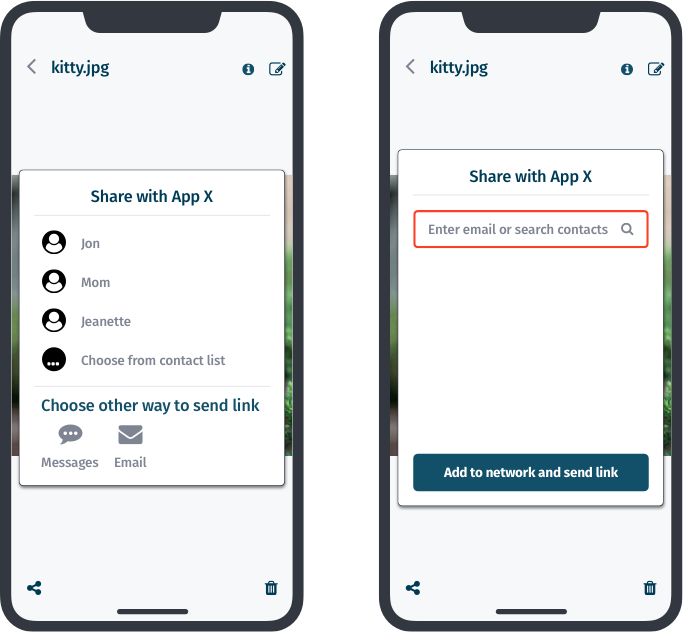 kitty.jpg
Share with App X
Jon
Mom
Jeanette
Choose from contact list
Choose other way to send link
Messages
Email
kitty.jpg
Share with App X
Enter email or search contacts
Add to network and send link